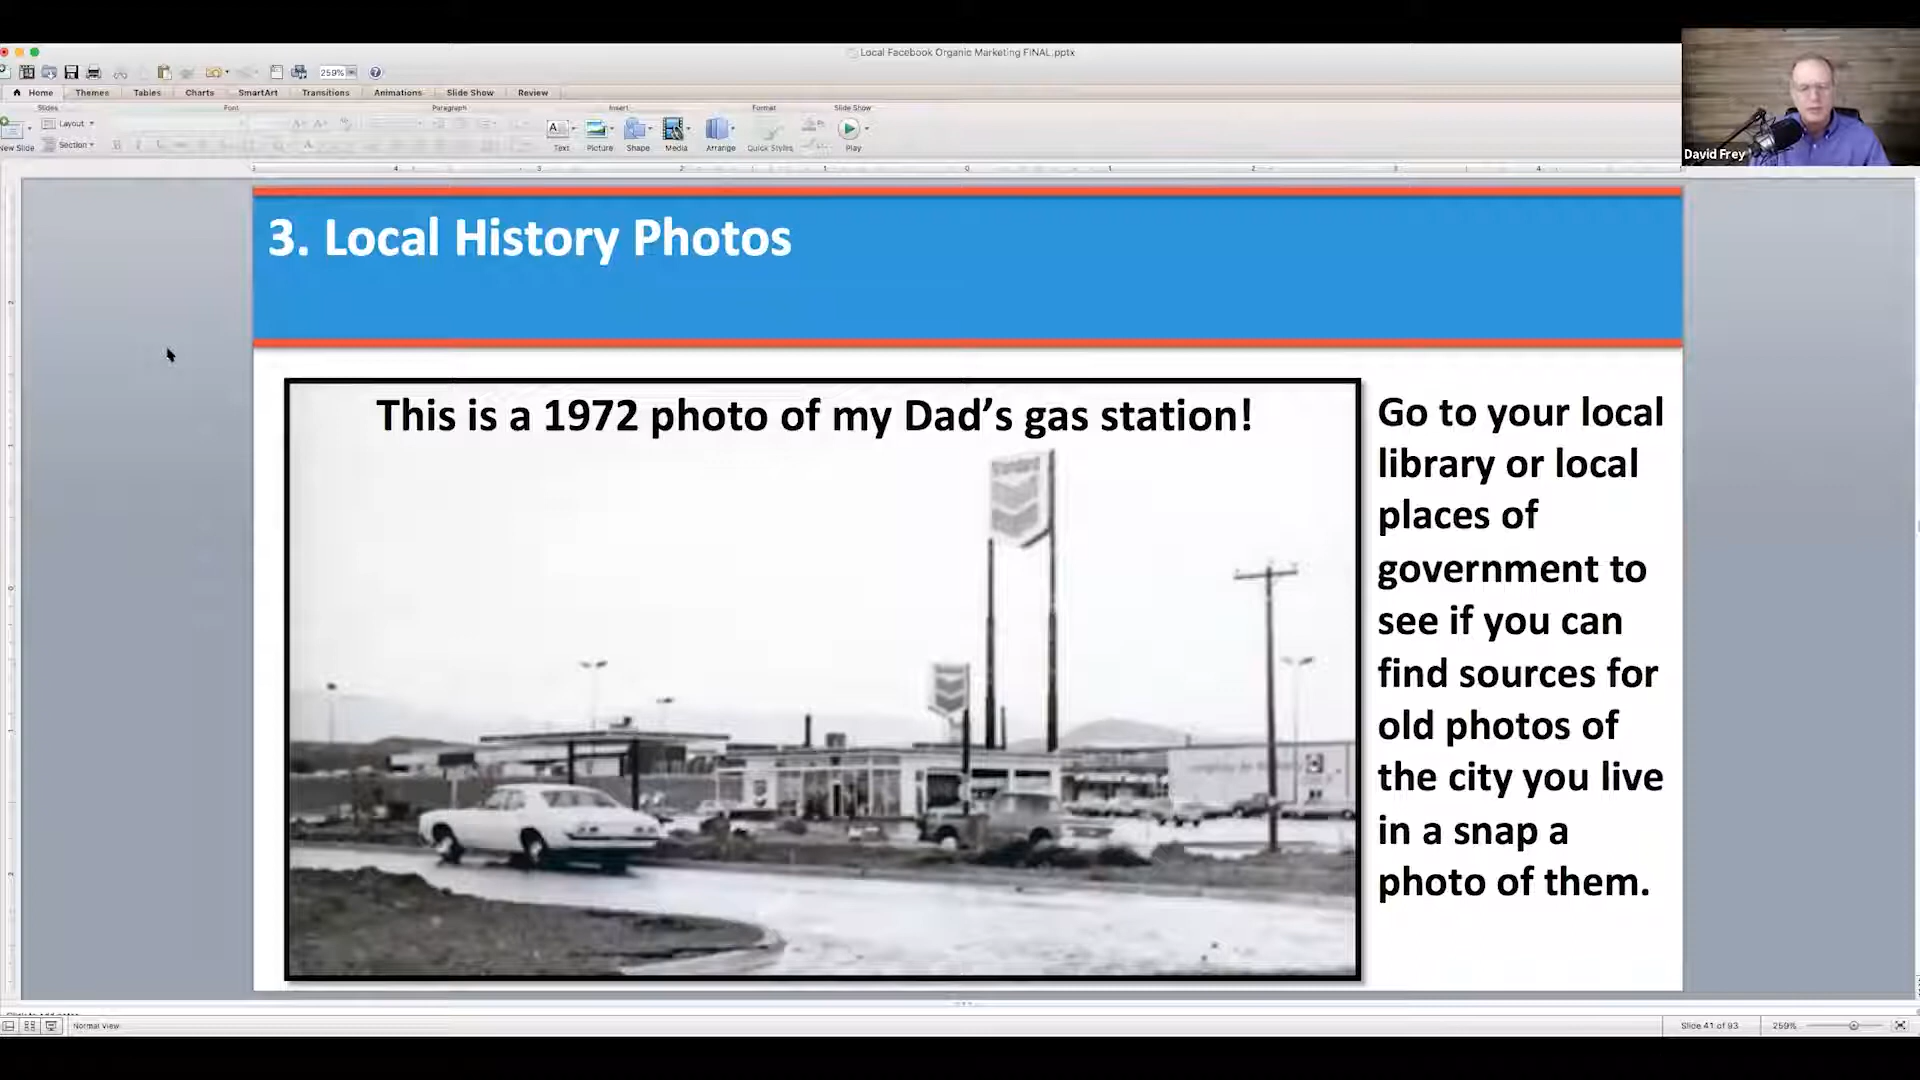 Local Facebook Organic Marketing FINAL.pptx
259%
Home Themes Tables Charts SmartArt Transitions Animations Slide Show Review
Slides Font Paragraph Insert Format Slide Show
Layout
New Slide
Section
Text Picture Shape Media Arrange Quick Styles Play
David Frey
3. Local History Photos
This is a 1972 photo of my Dad’s gas station!
Go to your local
library or local
places of
government to
see if you can
find sources for
old photos of
the city you live
in a snap a
photo of them.
Normal View
Slide 41 of 93
259%